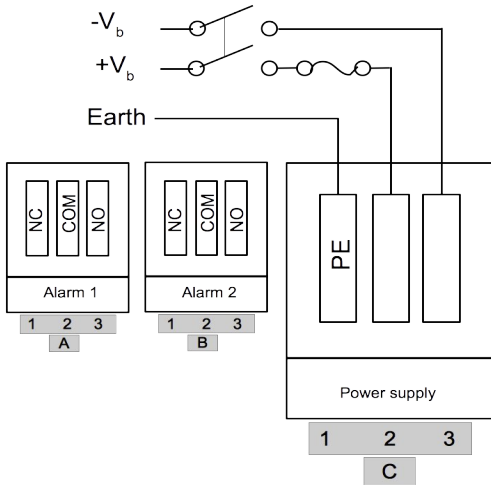 -Vb
+Vb
Earth
NC COM NO
NC COM NO
PE
Alarm 1
Alarm 2
1 2 3
1 2 3
A
B
Power supply
1 2 3
C